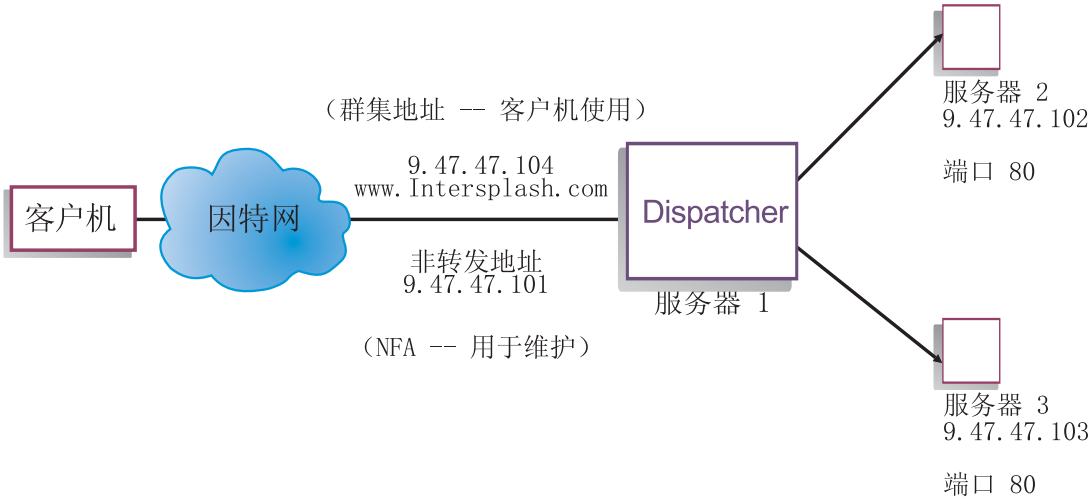 （群集地址 -- 客户机使用）
9.47.47.104
www.Intersplash.com
客户机
因特网
Dispatcher
非转发地址
9.47.47.101
服务器 1
（NFA -- 用于维护）
服务器 2
9.47.47.102
端口 80
服务器 3
9.47.47.103
端口 80